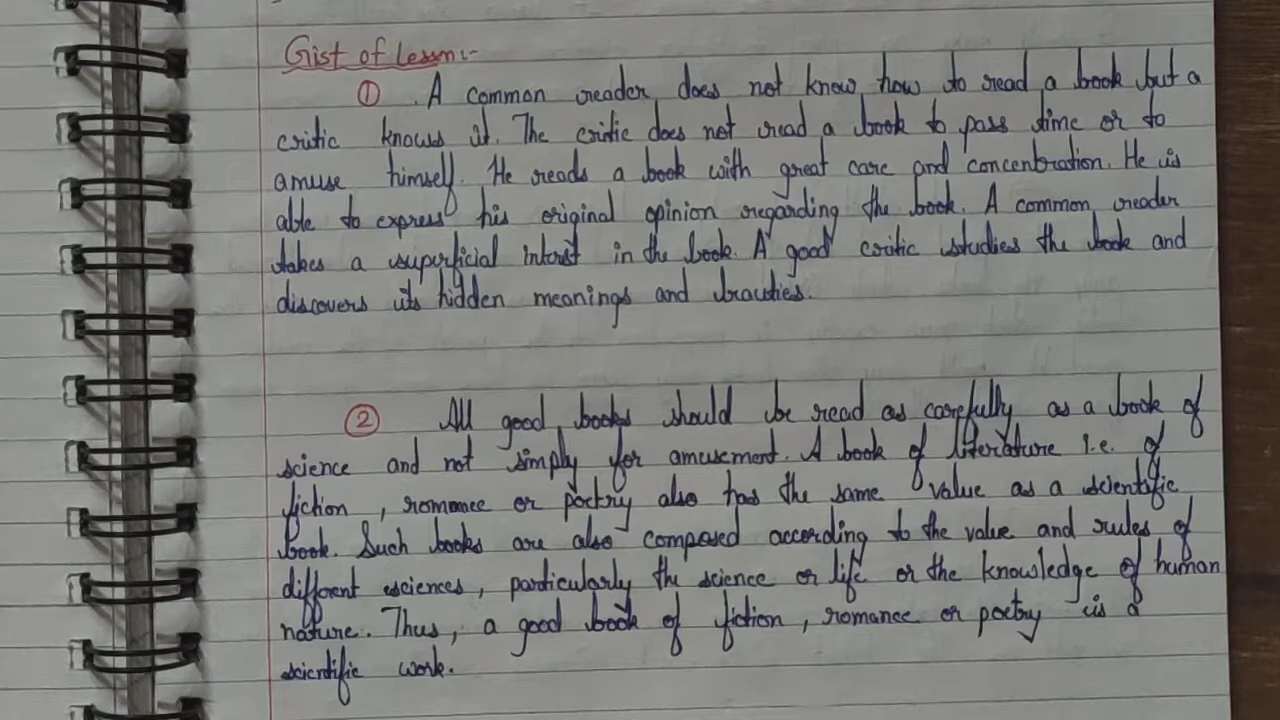 Gist of Lesson:-
① A common reader does not know how to read a book but a
critic knows it. The critic does not read a book to pass time or to
amuse himself. He reads a book with great care and concentration. He is
able to express his original opinion regarding the book. A common reader
takes a superficial interst in the book. A good critic studies the book and
discovers its hidden meanings and beauties.
② All good books should be read as carefully as a book of
science and not simply for amusement. A book of literature i.e. of
fiction, romance or poetry also has the same value as a scientific
book. Such books are also composed according to the value and rules of
different sciences, particularly the science or life or the knowledge of human
nature. Thus, a good book of fiction, romance or poetry is a
scientific work.